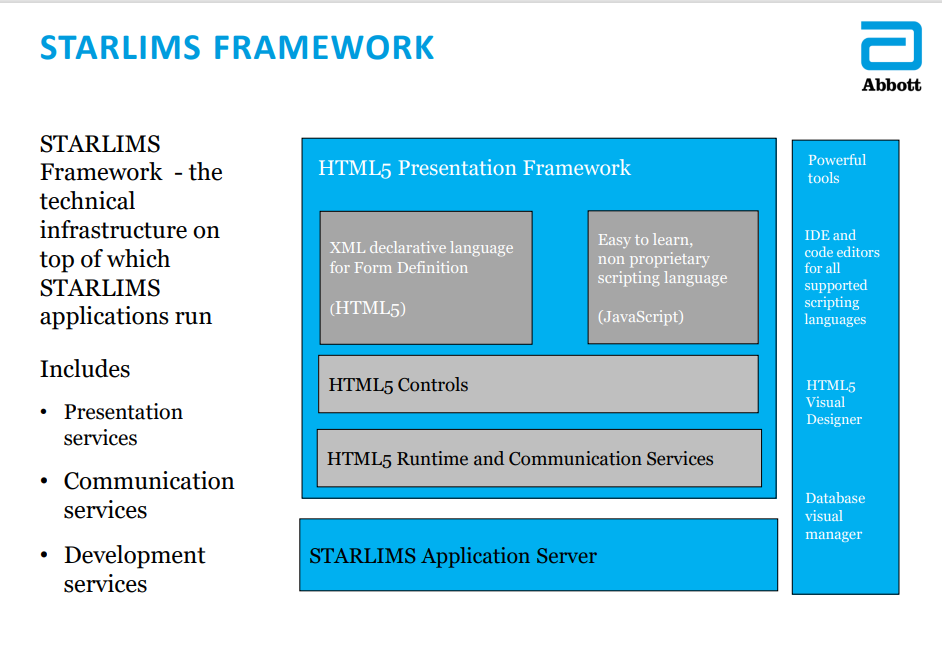 STARLIMS FRAMEWORK
Abbott
STARLIMS
Framework - the
technical
infrastructure on
top of which
STARLIMS
applications run
Includes
• Presentation
services
• Communication
services
• Development
services
HTML5 Presentation Framework
XML declarative language
for Form Definition
(HTML5)
Easy to learn,
non proprietary
scripting language
(JavaScript)
HTML5 Controls
HTML5 Runtime and Communication Services
STARLIMS Application Server
Powerful
tools
IDE and
code editors
for all
supported
scripting
languages
HTML5
Visual
Designer
Database
visual
manager